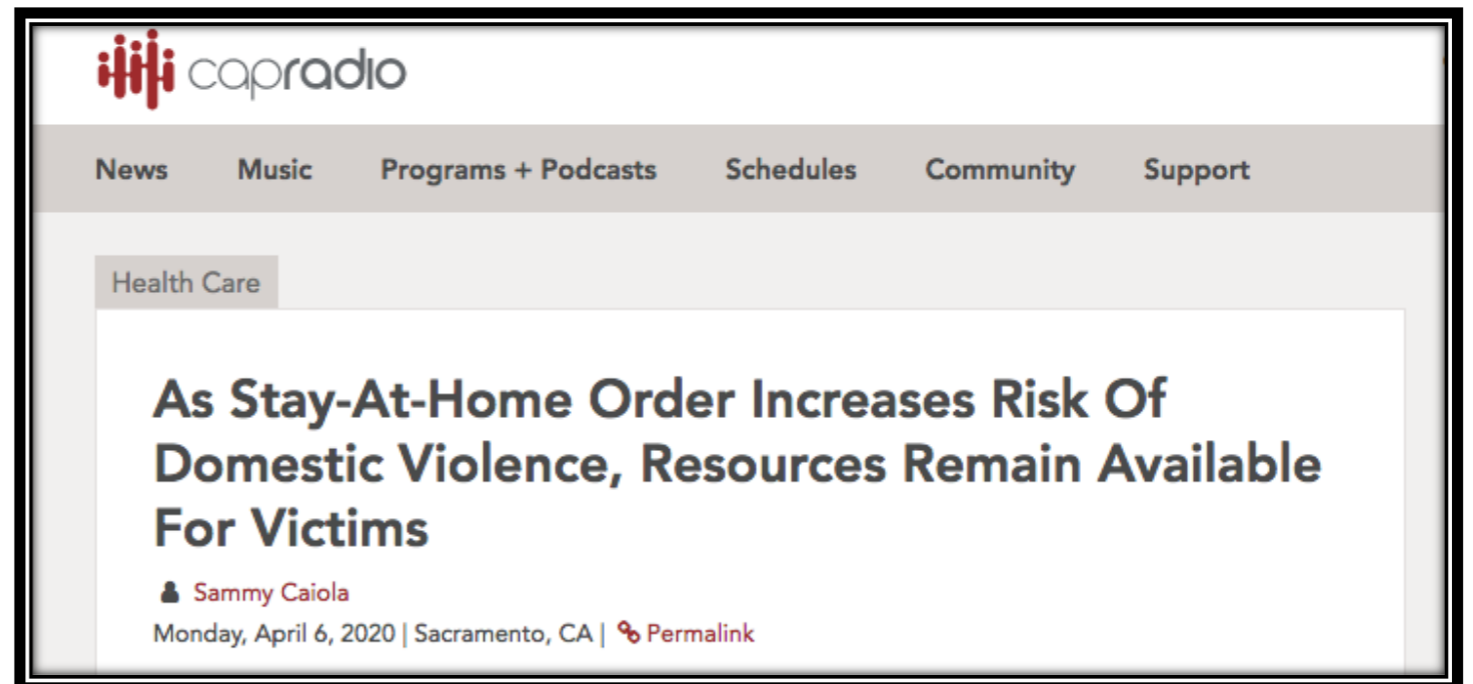 capradio
News Music Programs + Podcasts Schedules Community Support
Health Care
As Stay-At-Home Order Increases Risk Of
Domestic Violence, Resources Remain Available
For Victims
Sammy Caiola
Monday, April 6, 2020 | Sacramento, CA | Permalink